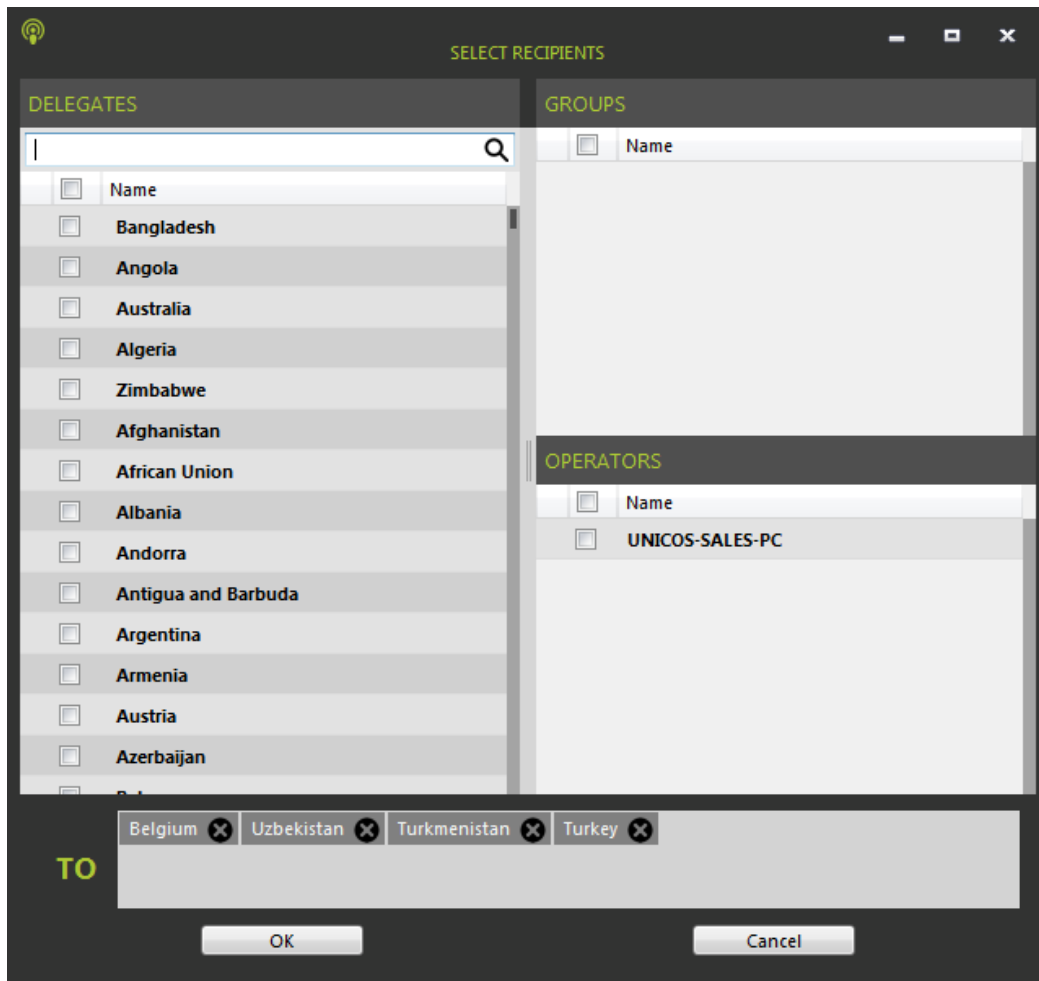 SELECT RECIPIENTS
DELEGATES
Name
Bangladesh
Angola
Australia
Algeria
Zimbabwe
Afghanistan
African Union
Albania
Andorra
Antigua and Barbuda
Argentina
Armenia
Austria
Azerbaijan
GROUPS
Name
OPERATORS
Name
UNICOS-SALES-PC
TO
Belgium Uzbekistan Turkmenistan Turkey
OK Cancel